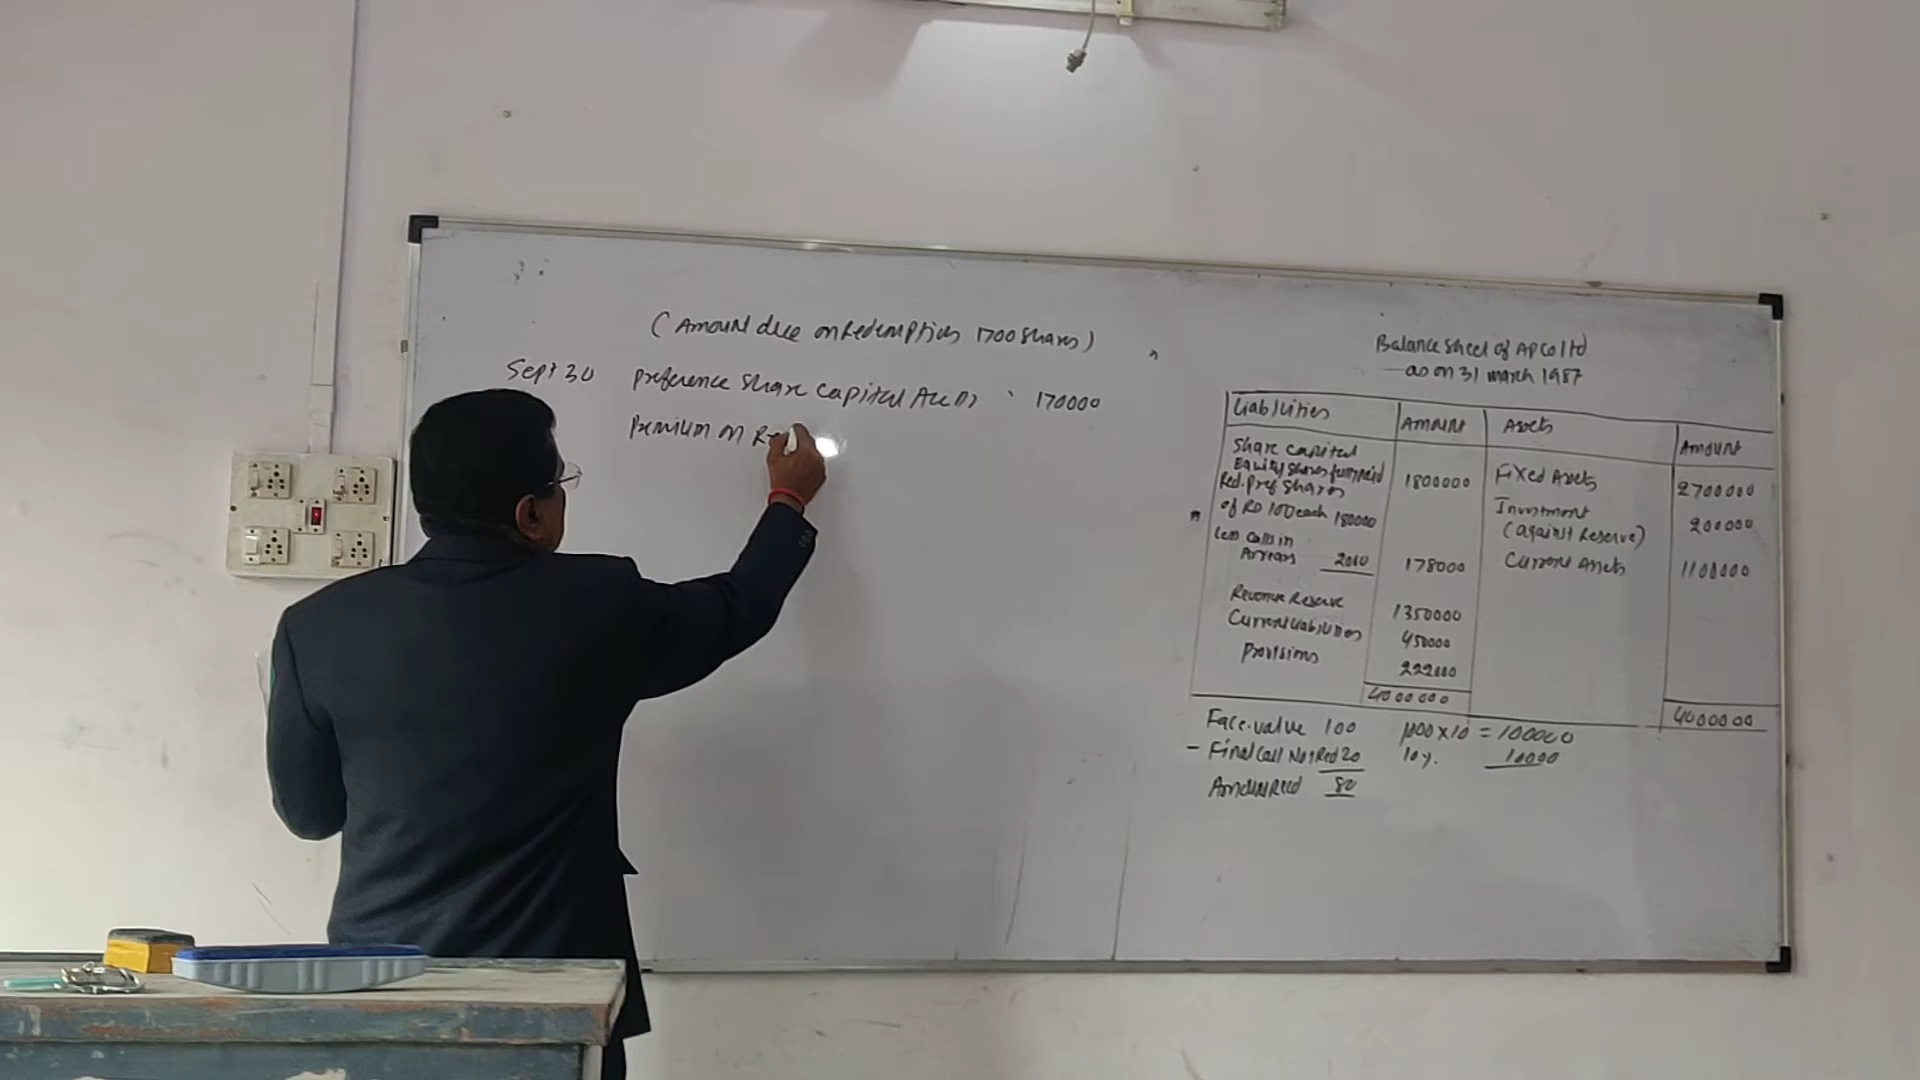 (Amount due on Redemption 1700 Shares)
Sept 30 Preference Share Capital Acc Dr 170000
Premium on Re
Balance Sheet of AP Co ltd
as on 31 March 1987
Liabilities Amount Assets Amount
Share capital
Equity Shares fully paid 1800000 Fixed Assets 2700000
Red. Pref Shares
of RD 100 each 180000
Investment
(against Reserve) 200000
Less calls in
Arrears 2000 178000 Current Assets 1100000
Revenue Reserve 1350000
Current liabilities 450000
Provisions 222000
4000000 4000000
Face-value 100 1000 x 10 = 100000
- Final Call Not Red 20 10%. 10000
Amount Recd 80